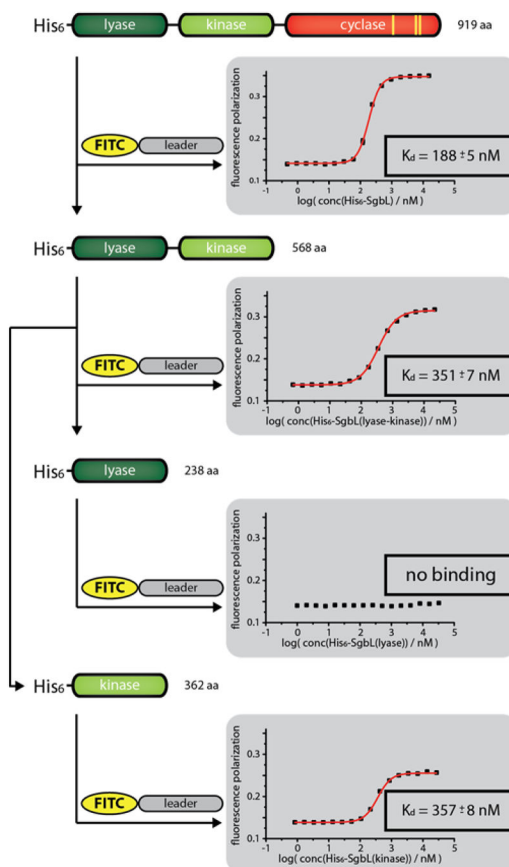 His6 lyase kinase cyclase 919 aa
FITC leader
fluorescence polarization
0.3
0.2
0.1
Kd = 188 ±5 nM
-1 0 1 2 3 4 5
log( conc(His6-SgbL) / nM )
His6 lyase kinase 568 aa
FITC leader
fluorescence polarization
0.3
0.2
0.1
Kd = 351 ±7 nM
-1 0 1 2 3 4 5
log( conc(His6-SgbL(lyase-kinase)) / nM )
His6 lyase 238 aa
FITC leader
fluorescence polarization
0.3
0.2
0.1
no binding
-1 0 1 2 3 4 5
log( conc(His6-SgbL(lyase)) / nM )
His6 kinase 362 aa
FITC leader
fluorescence polarization
0.3
0.2
0.1
Kd = 357 ±8 nM
-1 0 1 2 3 4 5
log( conc(His6-SgbL(kinase)) / nM )